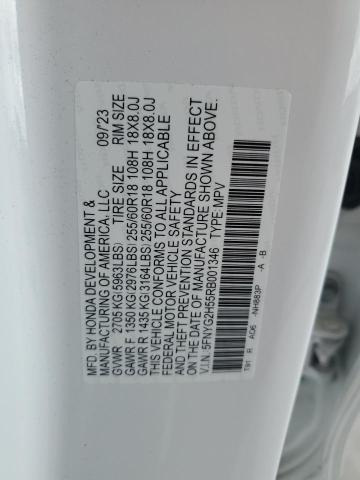 MFD. BY HONDA DEVELOPMENT &
MANUFACTURING OF AMERICA, LLC 09/23
GVWR 2705 KG(5963LBS) TIRE SIZE RIM SIZE
GAWR F 1350 KG(2976LBS) 255/60R18 108H 18X8.0J
GAWR R 1435 KG(3164LBS) 255/60R18 108H 18X8.0J
THIS VEHICLE CONFORMS TO ALL APPLICABLE
FEDERAL MOTOR VEHICLE SAFETY
AND THEFT PREVENTION STANDARDS IN EFFECT
ON THE DATE OF MANUFACTURE SHOWN ABOVE.
V.I.N. 5FNYG2H55RB001346 TYPE-MPV
T91 R AD6 -NH883P -A -B